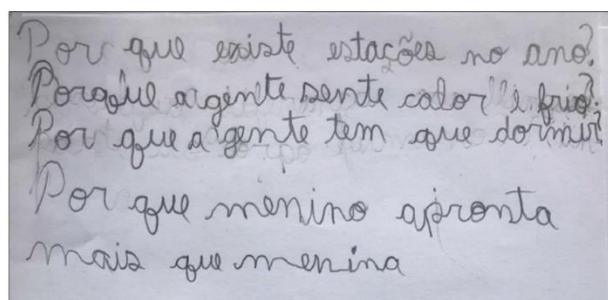 Por que existe estações no ano?
Porque agente sente calor e frio?
Por que agente tem que dormir?
Por que menino apronta
mais que menina